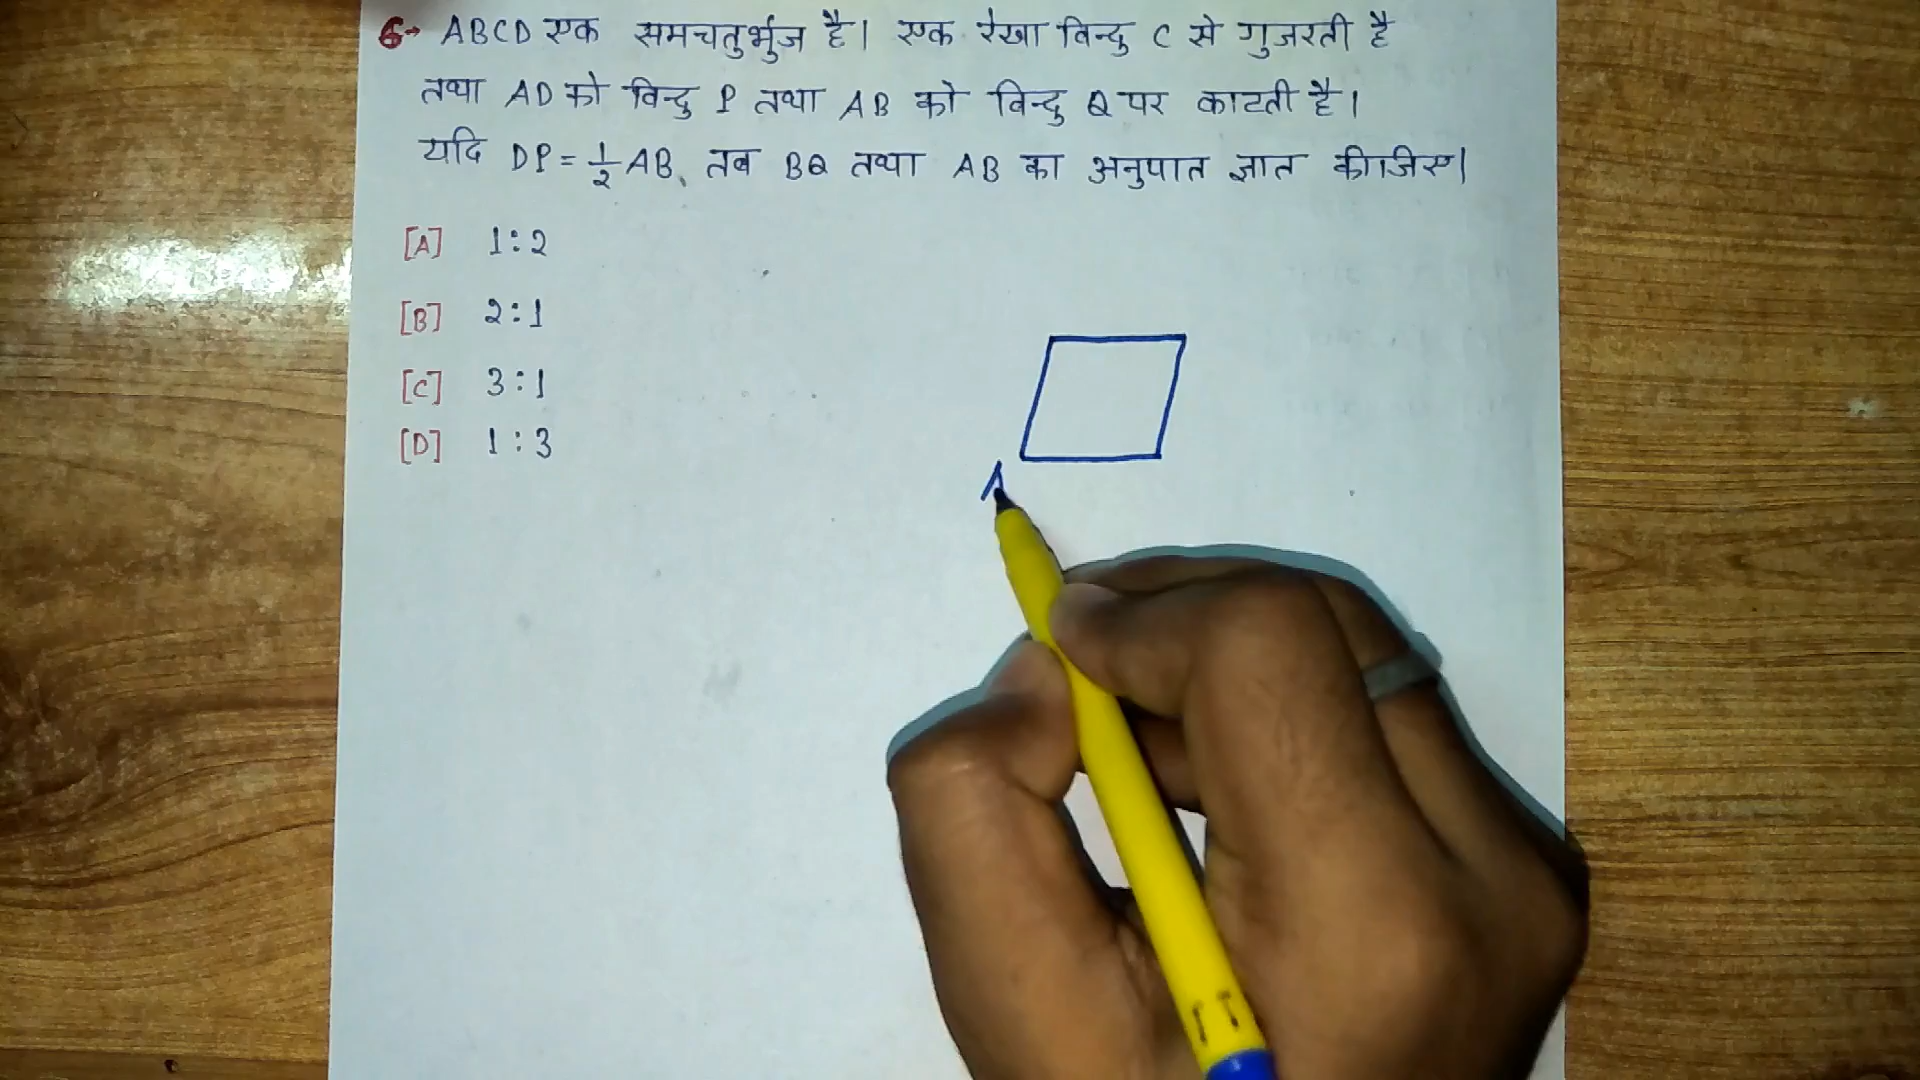 6→ ABCD एक समचतुर्भुज है। एक रेखा विन्दु C से गुजरती है
तथा AD को विन्दु P तथा AB को विन्दु Q पर काटती है।
यदि DP = 1/2 AB, तब BQ तथा AB का अनुपात ज्ञात कीजिए।
[A] 1:2
[B] 2:1
[C] 3:1
[D] 1:3
A